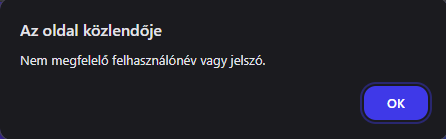 Az oldal közlendője
Nem megfelelő felhasználónév vagy jelszó.
OK